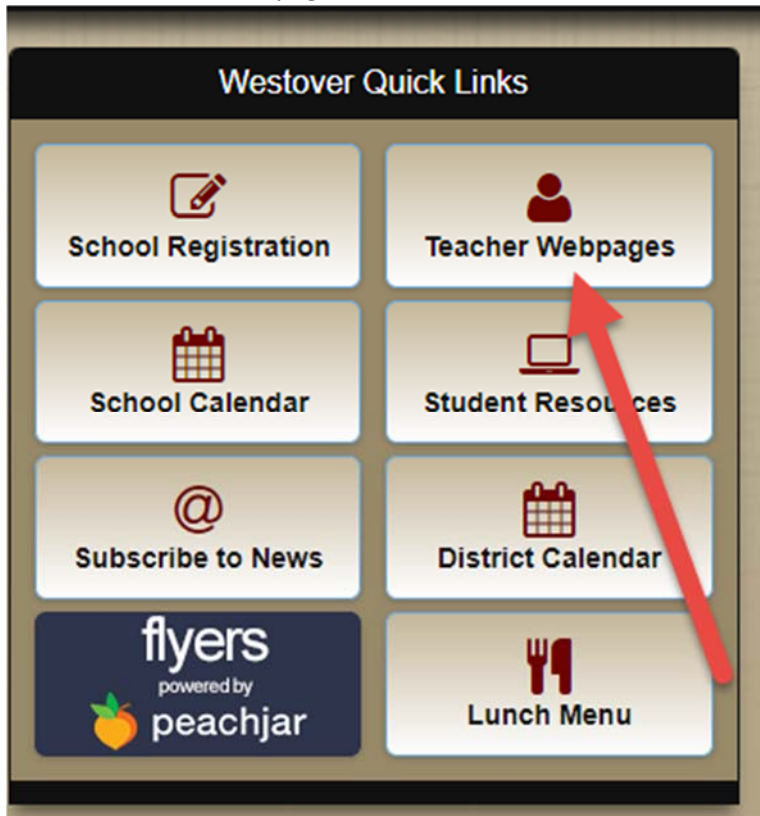 Westover Quick Links
School Registration
Teacher Webpages
School Calendar
Student Resources
@
Subscribe to News
District Calendar
flyers
powered by
peachjar
Lunch Menu